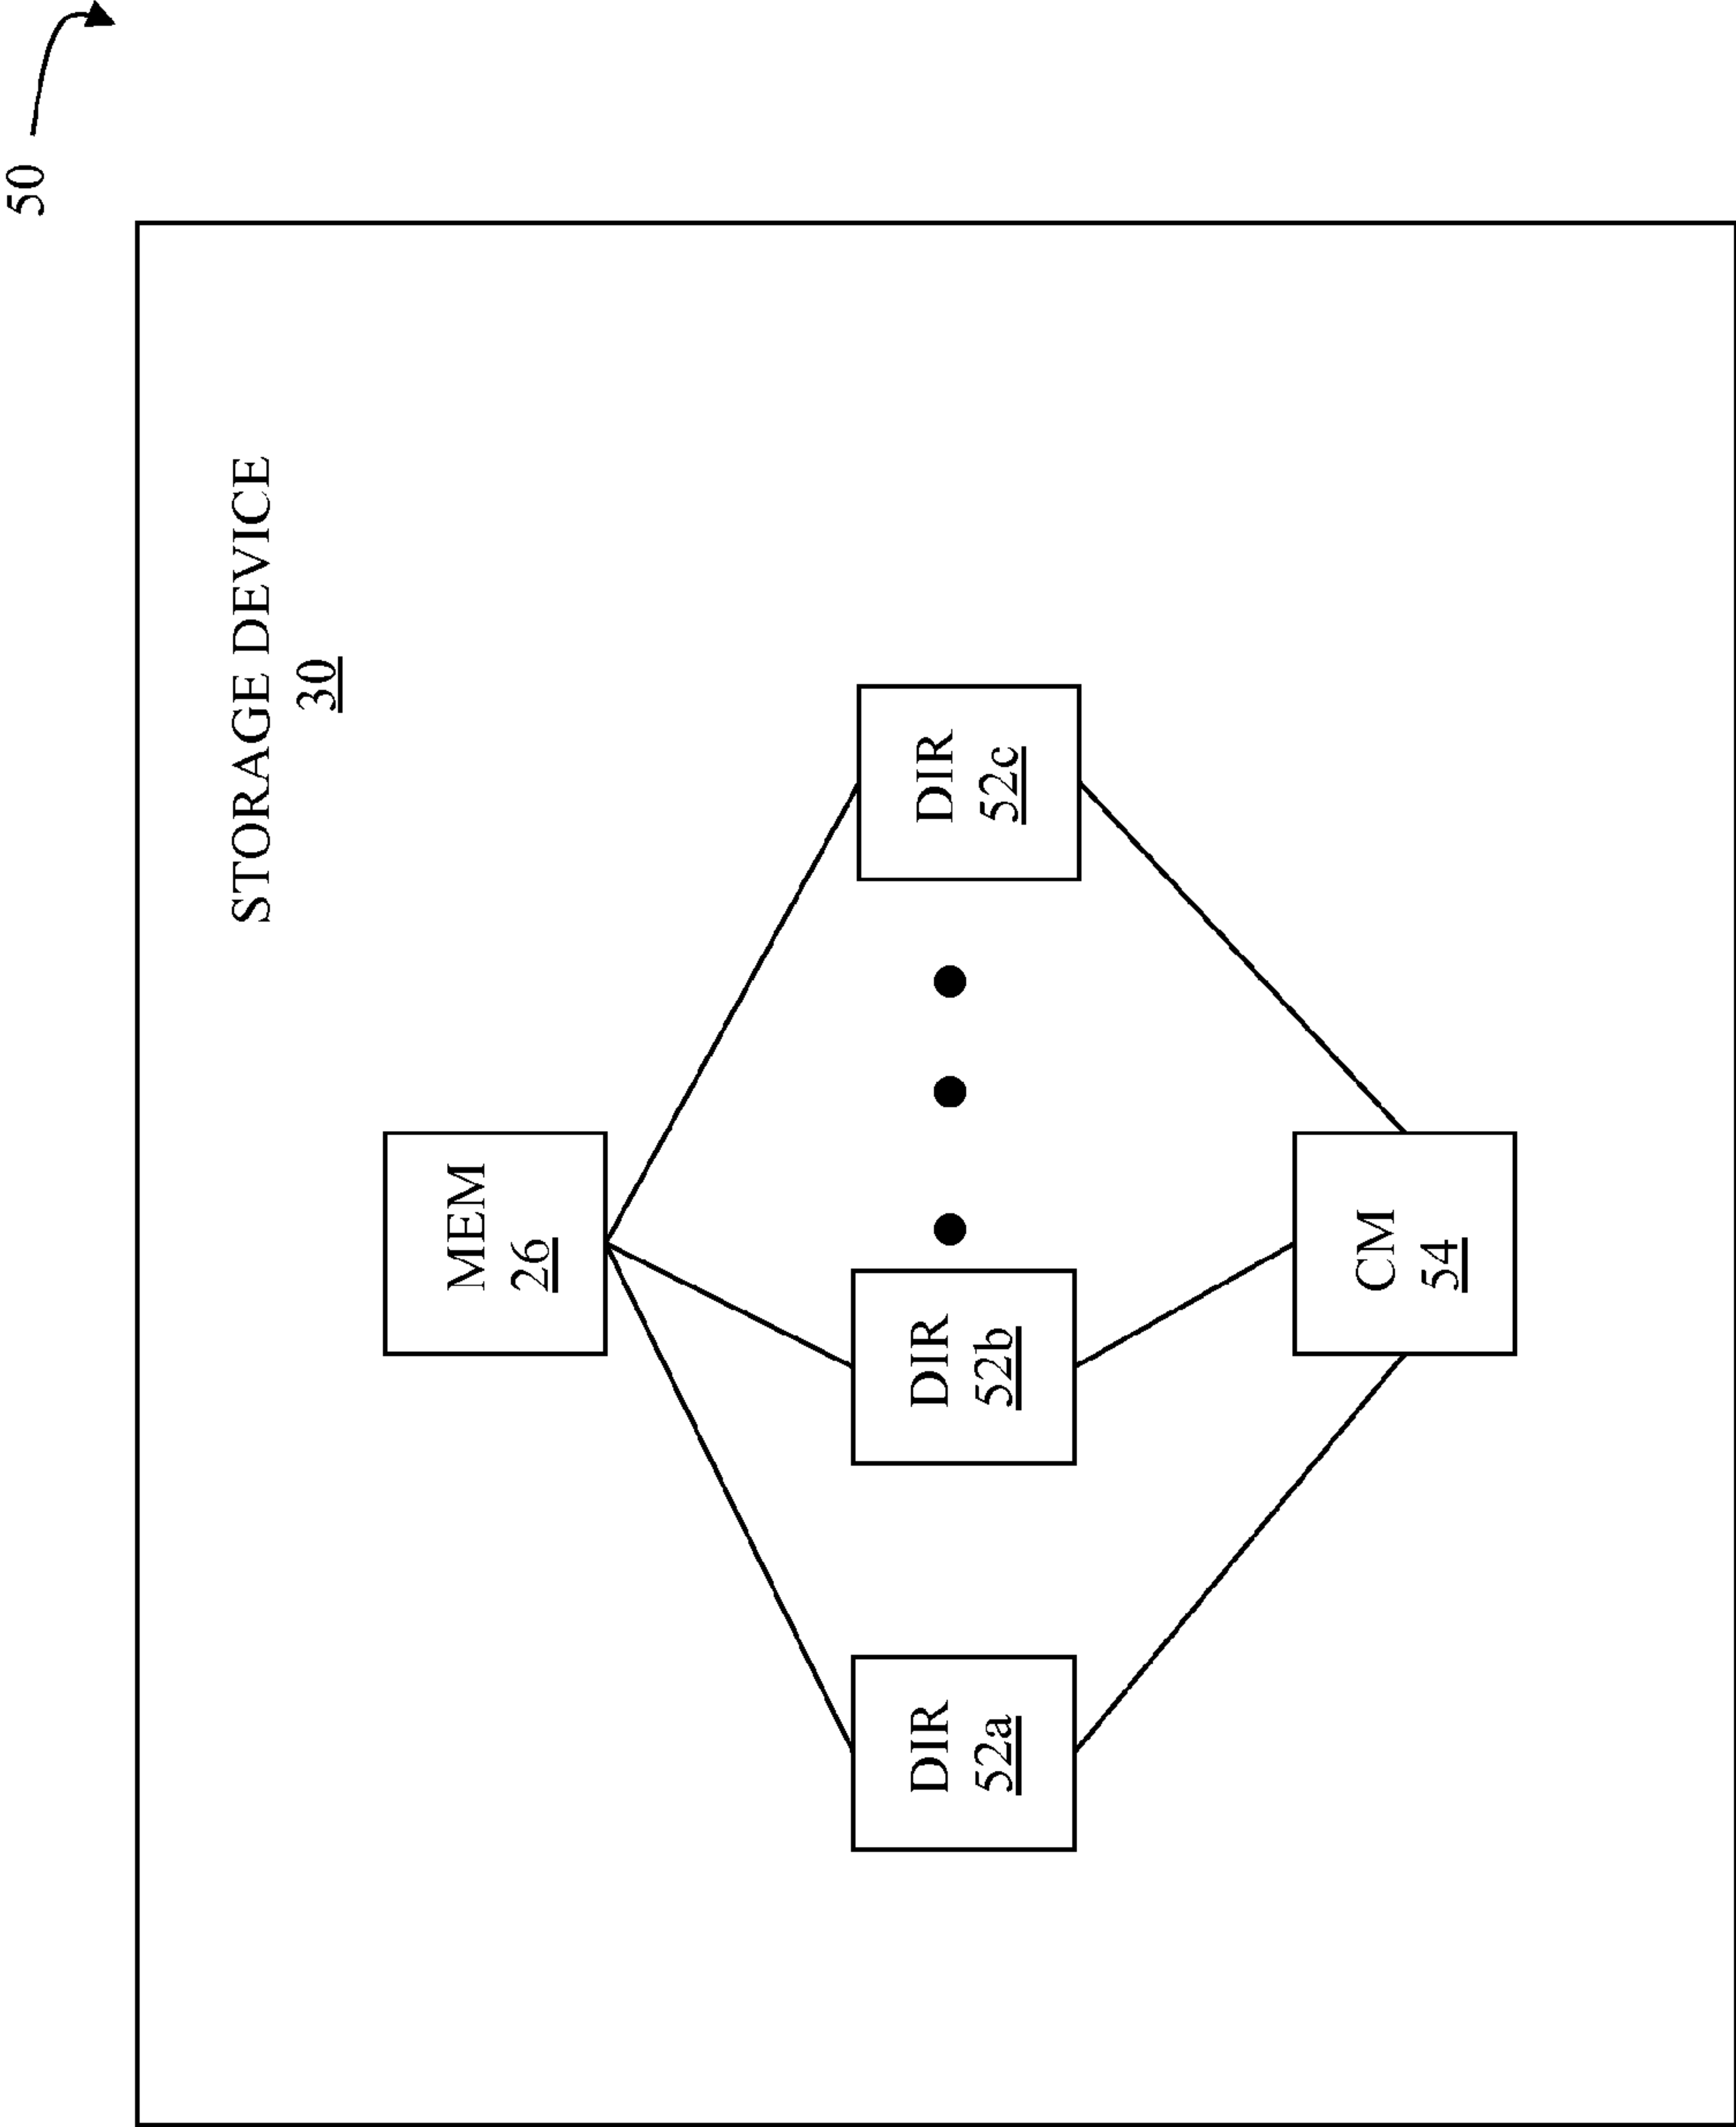 50
STORAGE DEVICE
30
MEM
26
DIR
52a
DIR
52b
DIR
52c
CM
54